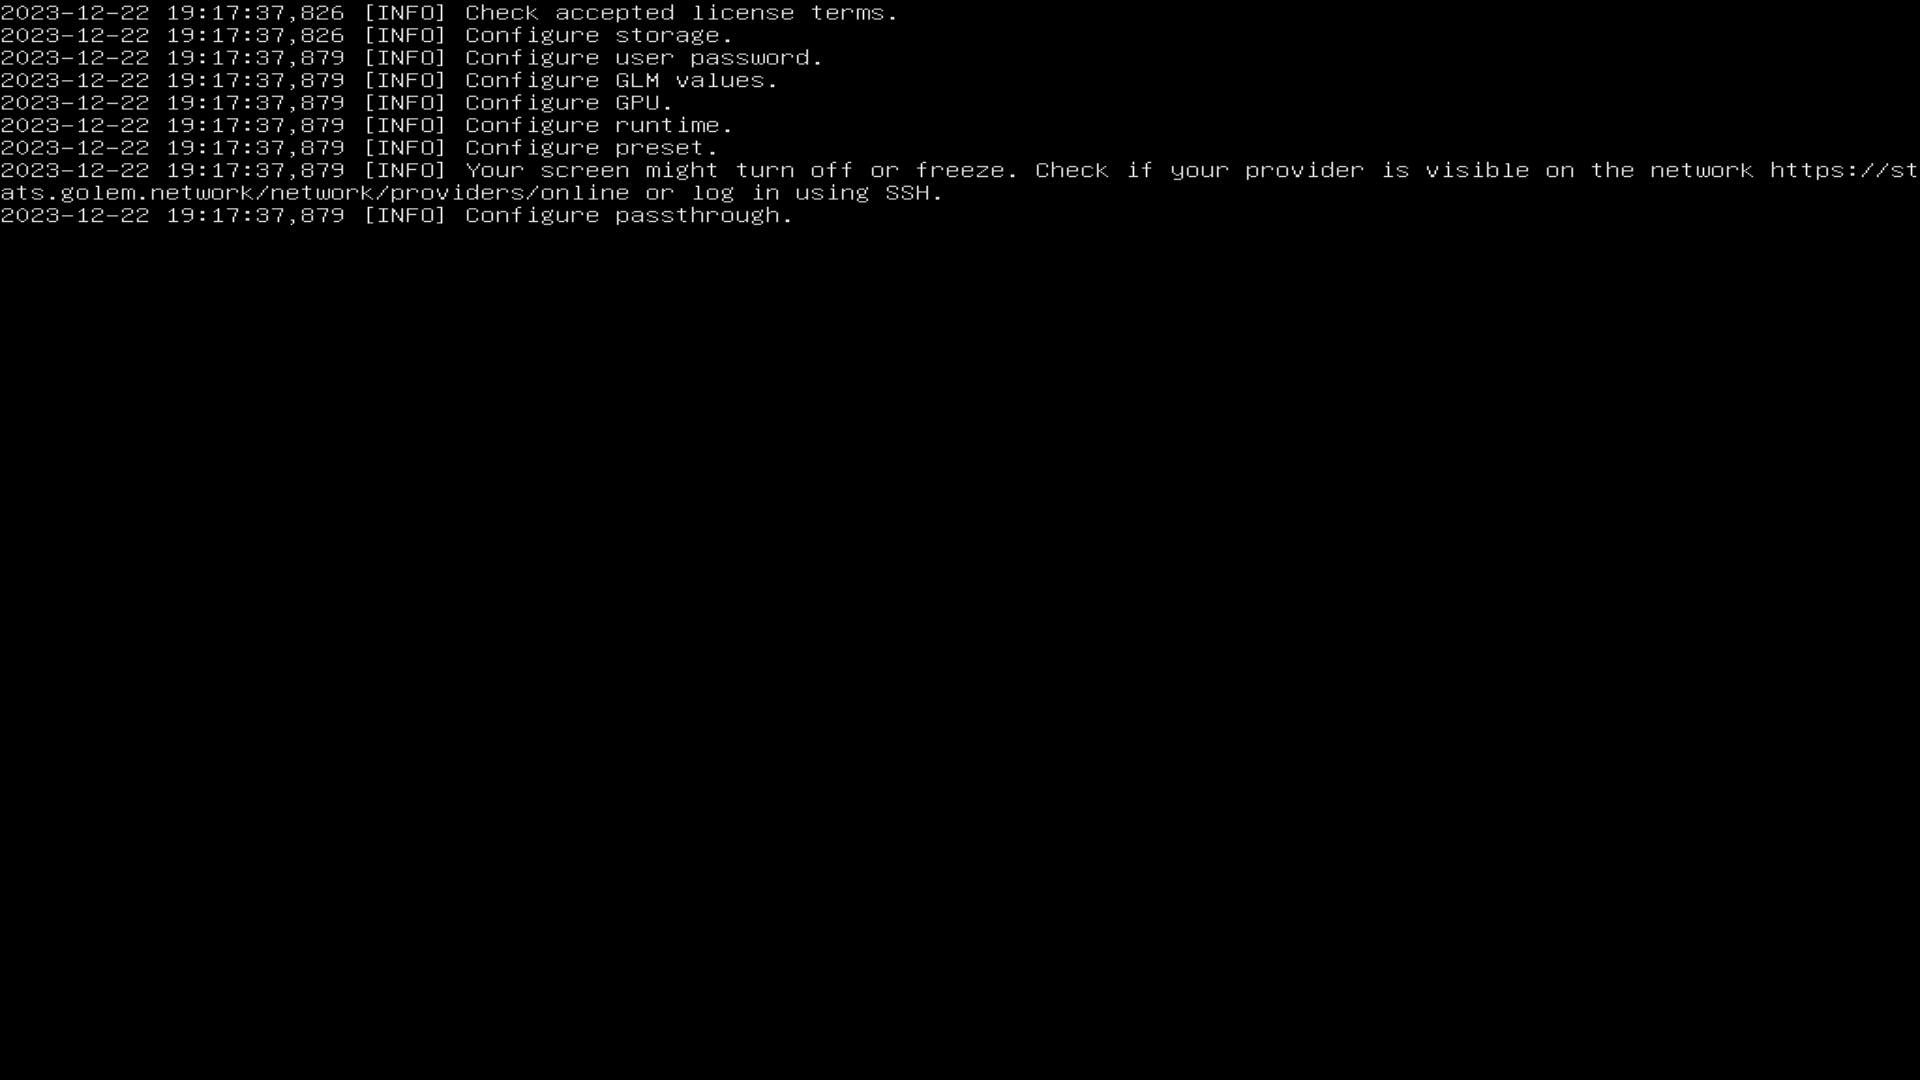 2023-12-22 19:17:37,826 [INFO] Check accepted license terms.
2023-12-22 19:17:37,826 [INFO] Configure storage.
2023-12-22 19:17:37,879 [INFO] Configure user password.
2023-12-22 19:17:37,879 [INFO] Configure GLM values.
2023-12-22 19:17:37,879 [INFO] Configure GPU.
2023-12-22 19:17:37,879 [INFO] Configure runtime.
2023-12-22 19:17:37,879 [INFO] Configure preset.
2023-12-22 19:17:37,879 [INFO] Your screen might turn off or freeze. Check if your provider is visible on the network https://st
ats.golem.network/network/providers/online or log in using SSH.
2023-12-22 19:17:37,879 [INFO] Configure passthrough.